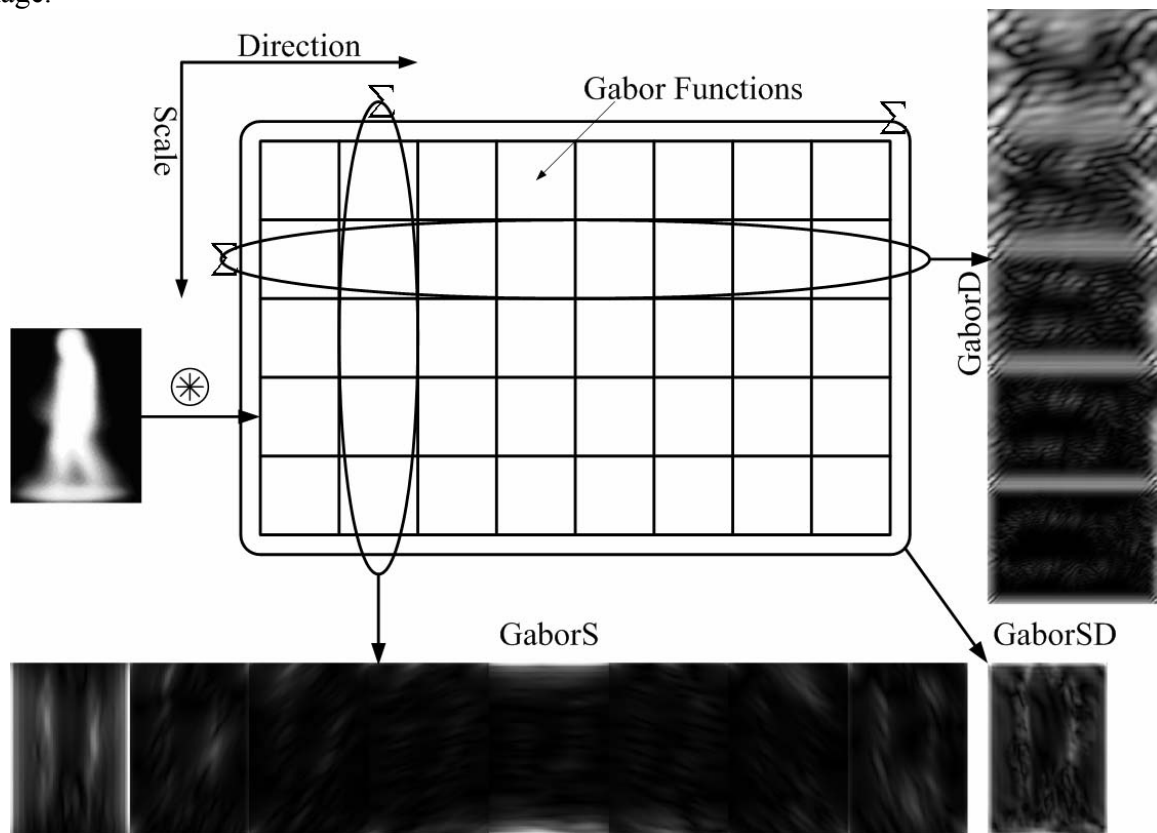 Direction
Scale
Gabor Functions
∑
∑
∑
GaborD
GaborS
GaborSD